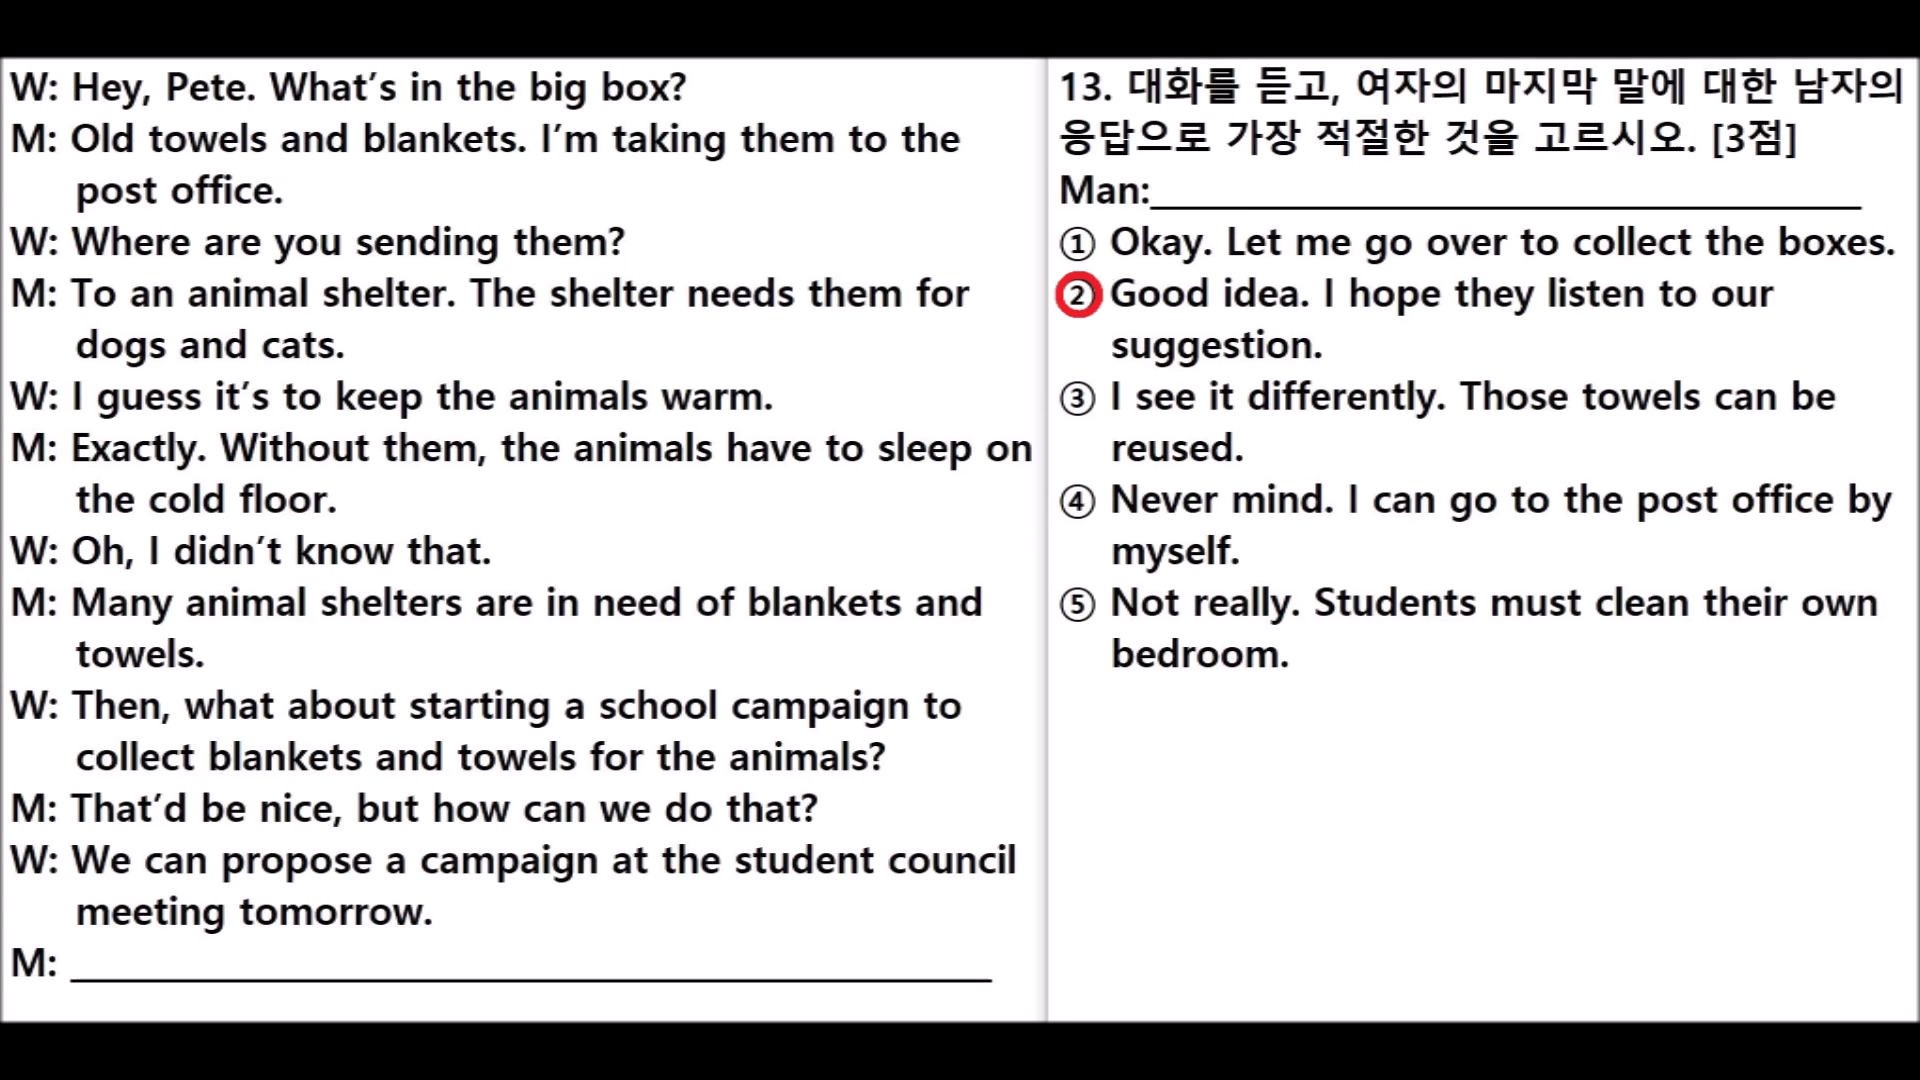 W: Hey, Pete. What’s in the big box?
M: Old towels and blankets. I’m taking them to the
post office.
W: Where are you sending them?
M: To an animal shelter. The shelter needs them for
dogs and cats.
W: I guess it’s to keep the animals warm.
M: Exactly. Without them, the animals have to sleep on
the cold floor.
W: Oh, I didn’t know that.
M: Many animal shelters are in need of blankets and
towels.
W: Then, what about starting a school campaign to
collect blankets and towels for the animals?
M: That’d be nice, but how can we do that?
W: We can propose a campaign at the student council
meeting tomorrow.
M: ______________________________
13. 대화를 듣고, 여자의 마지막 말에 대한 남자의
응답으로 가장 적절한 것을 고르시오. [3점]
Man:______________________________
① Okay. Let me go over to collect the boxes.
② Good idea. I hope they listen to our
suggestion.
③ I see it differently. Those towels can be
reused.
④ Never mind. I can go to the post office by
myself.
⑤ Not really. Students must clean their own
bedroom.